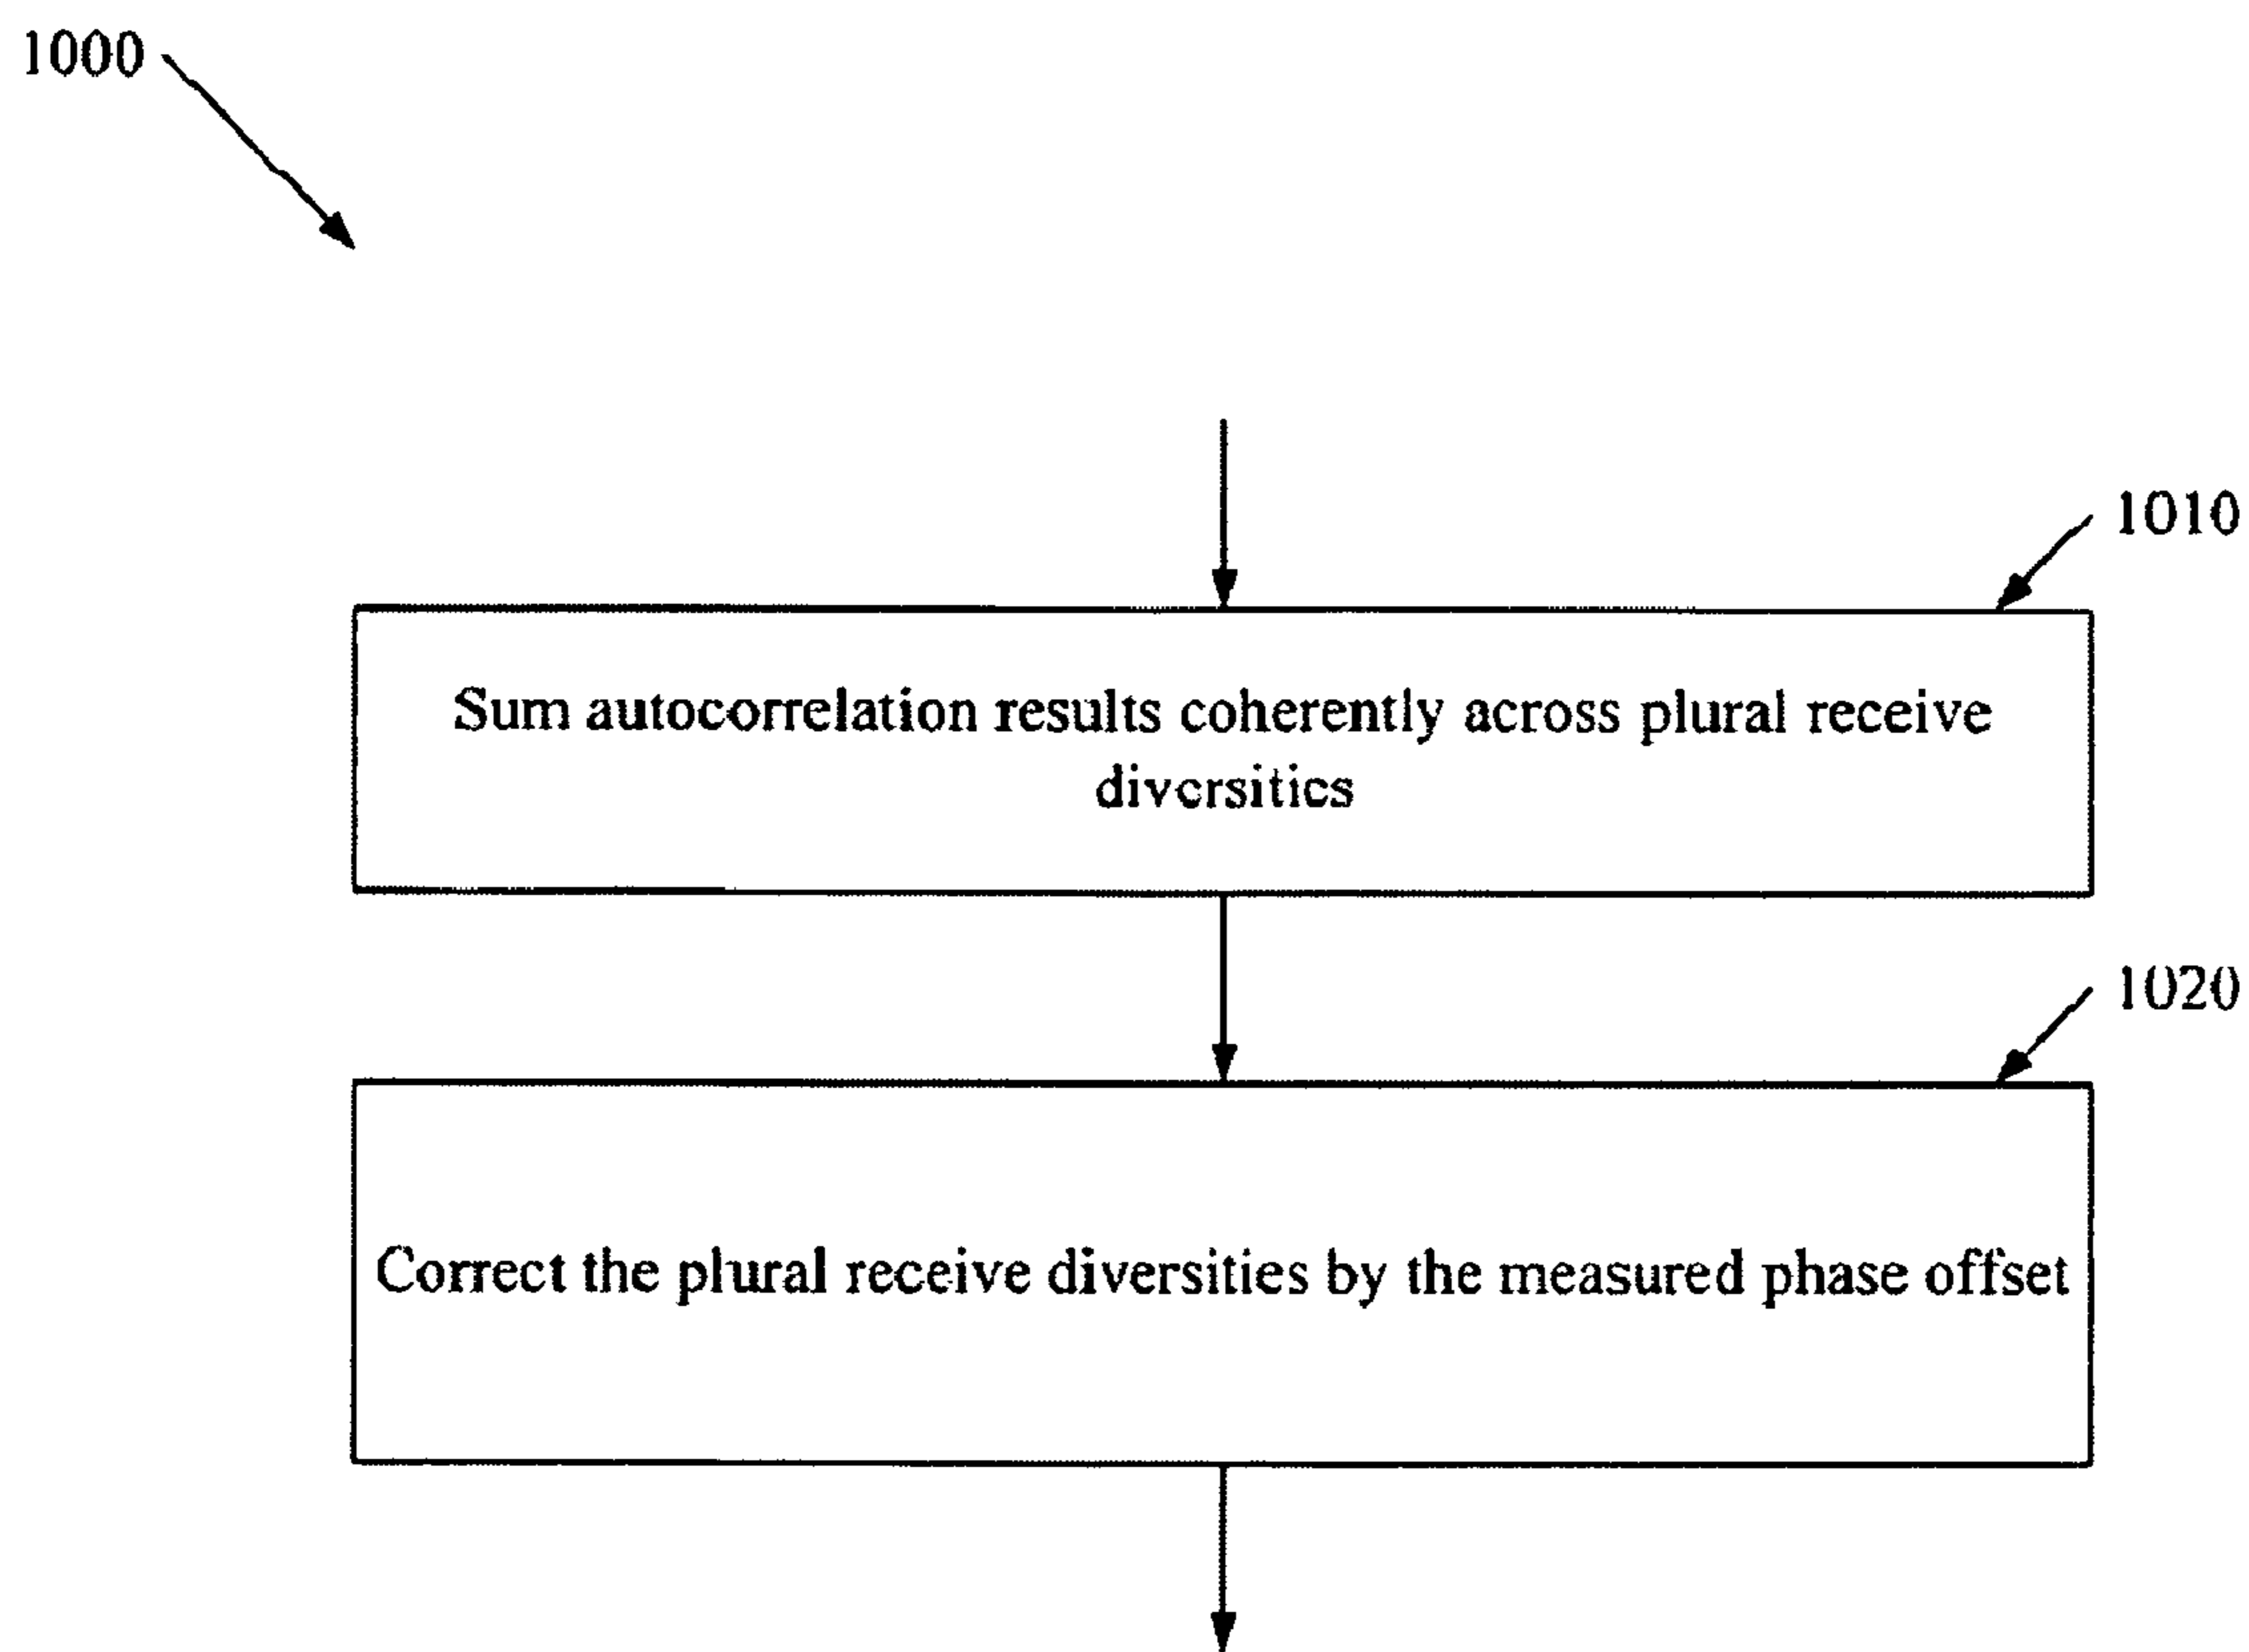 1000
1010
Sum autocorrelation results coherently across plural receive
diversities
1020
Correct the plural receive diversities by the measured phase offset